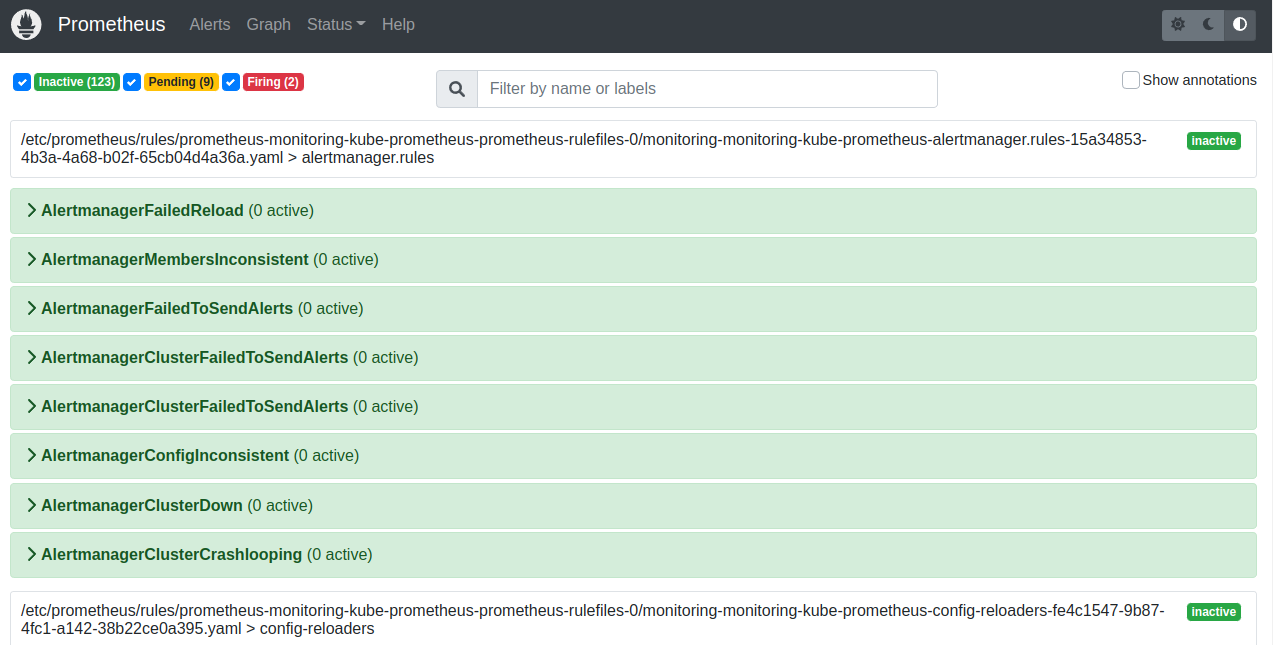 Prometheus Alerts Graph Status Help
Inactive (123) Pending (9) Firing (2) Filter by name or labels Show annotations
/etc/prometheus/rules/prometheus-monitoring-kube-prometheus-prometheus-rulefiles-0/monitoring-monitoring-kube-prometheus-alertmanager.rules-15a34853- inactive
4b3a-4a68-b02f-65cb04d4a36a.yaml > alertmanager.rules
AlertmanagerFailedReload (0 active)
AlertmanagerMembersInconsistent (0 active)
AlertmanagerFailedToSendAlerts (0 active)
AlertmanagerClusterFailedToSendAlerts (0 active)
AlertmanagerClusterFailedToSendAlerts (0 active)
AlertmanagerConfigInconsistent (0 active)
AlertmanagerClusterDown (0 active)
AlertmanagerClusterCrashlooping (0 active)
/etc/prometheus/rules/prometheus-monitoring-kube-prometheus-prometheus-rulefiles-0/monitoring-monitoring-kube-prometheus-config-reloaders-fe4c1547-9b87- inactive
4fc1-a142-38b22ce0a395.yaml > config-reloaders